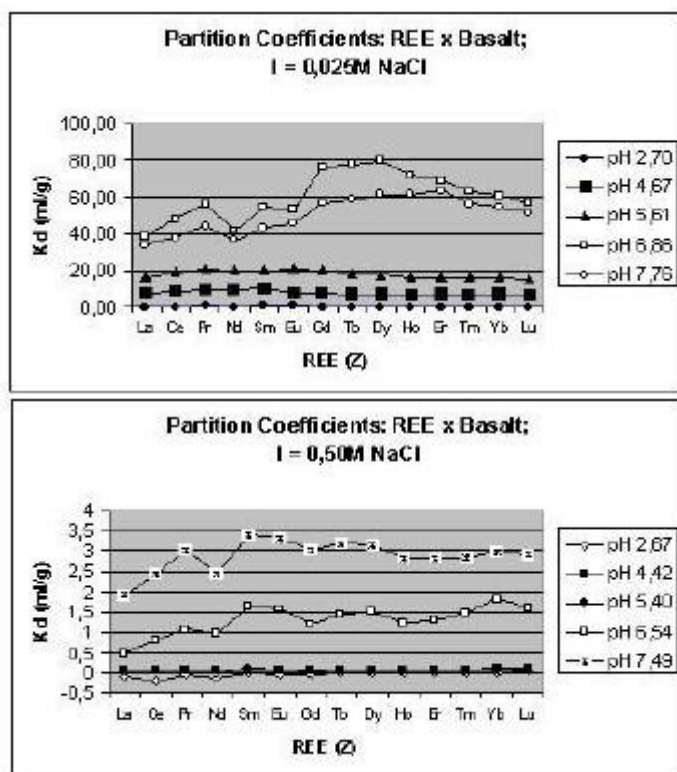 Partition Coefficients: REE x Basalt;
I = 0,025M NaCl
100,00
80,00
60,00
40,00
20,00
0,00
Kd (ml/g)
La Ce Pr Nd Sm Eu Gd Tb Dy Ho Er Tm Yb Lu
REE (Z)
pH 2,70
pH 4,67
pH 5,61
pH 6,66
pH 7,76
Partition Coefficients: REE x Basalt;
I = 0,50M NaCl
4
3,5
3
2,5
2
1,5
1
0,5
0
-0,5
Kd (ml/g)
La Ce Pr Nd Sm Eu Gd Tb Dy Ho Er Tm Yb Lu
REE (Z)
pH 2,67
pH 4,42
pH 5,40
pH 6,54
pH 7,49